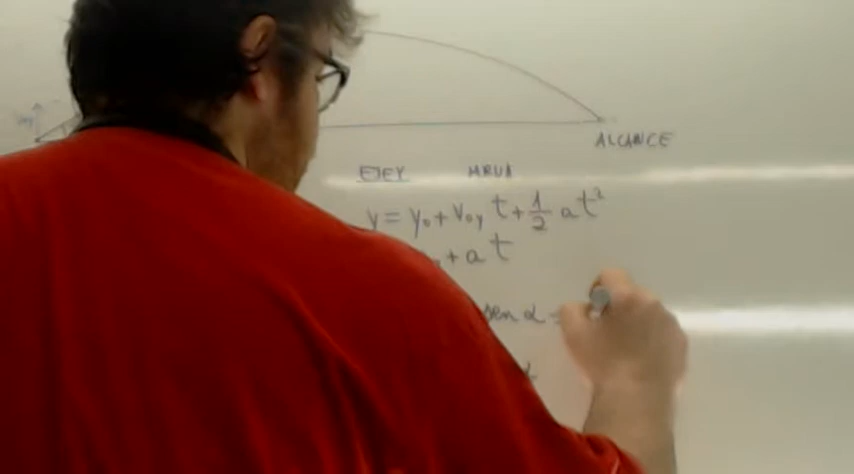 ALCANCE
EJE Y MRUA
y = y₀ + v₀y t + 1/2 a t²
+ a t
sen α =